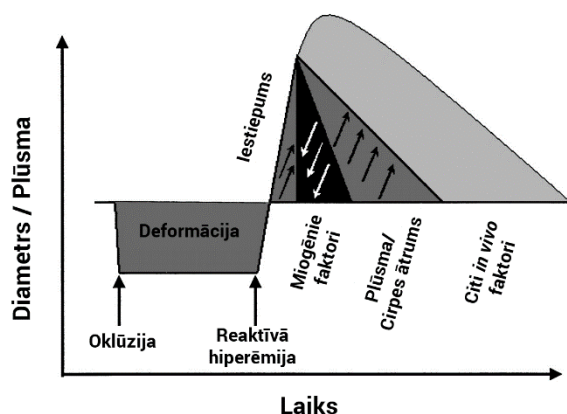 Diametrs / Plūsma
Iestiepums
Deformācija
Miogēnie
faktori
Plūsma/
Cirpes ātrums
Citi in vivo
faktori
Oklūzija
Reaktīvā
hiperēmija
Laiks